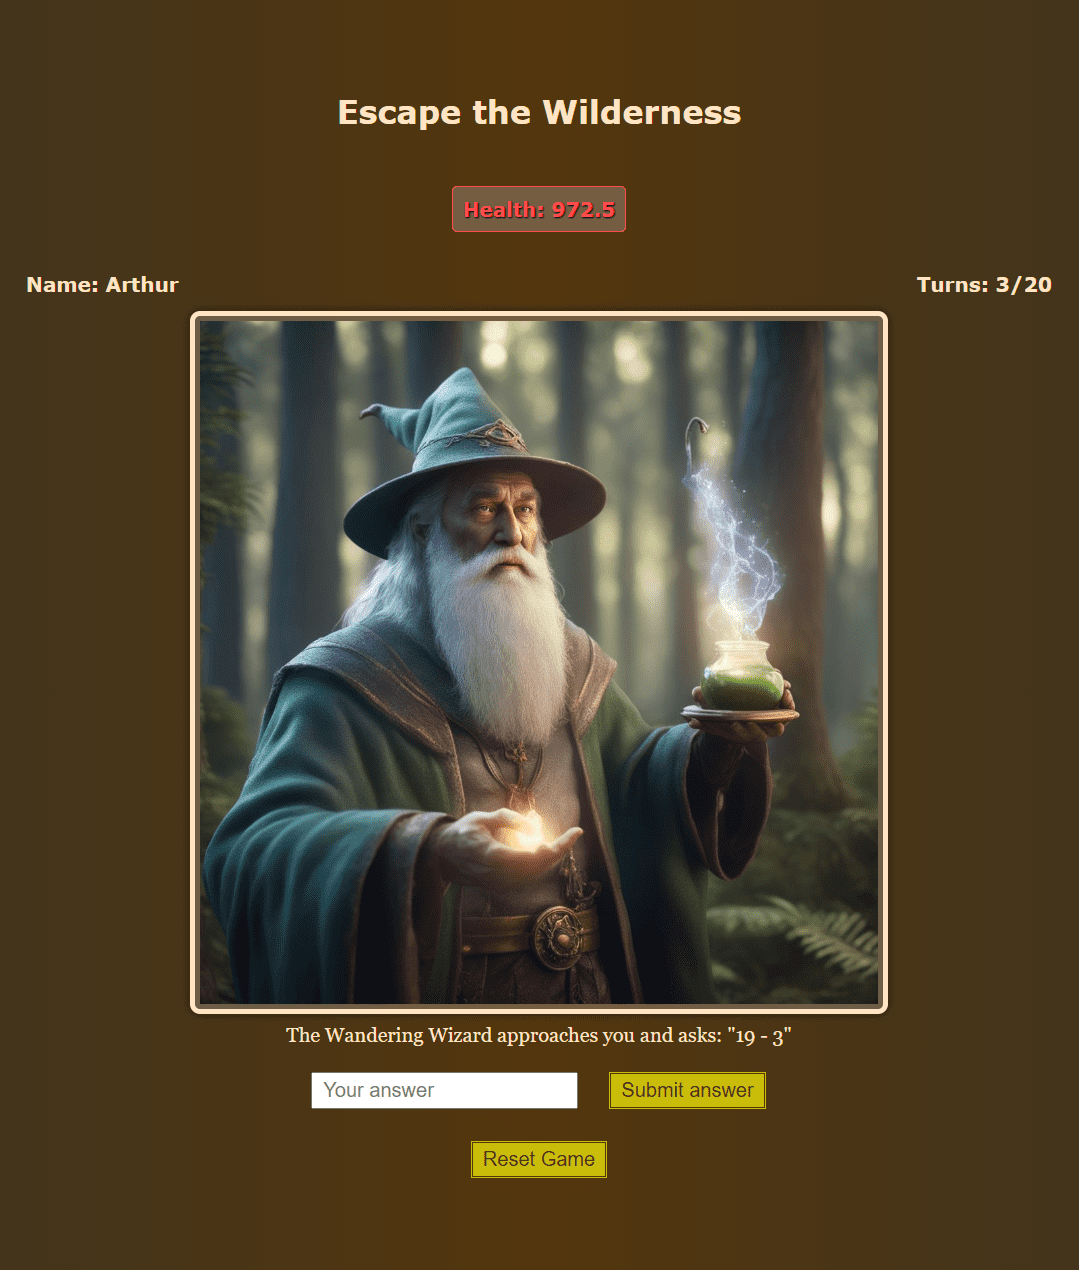 Escape the Wilderness
Health: 972.5
Name: Arthur
Turns: 3/20
The Wandering Wizard approaches you and asks: "19 - 3"
Your answer
Submit answer
Reset Game